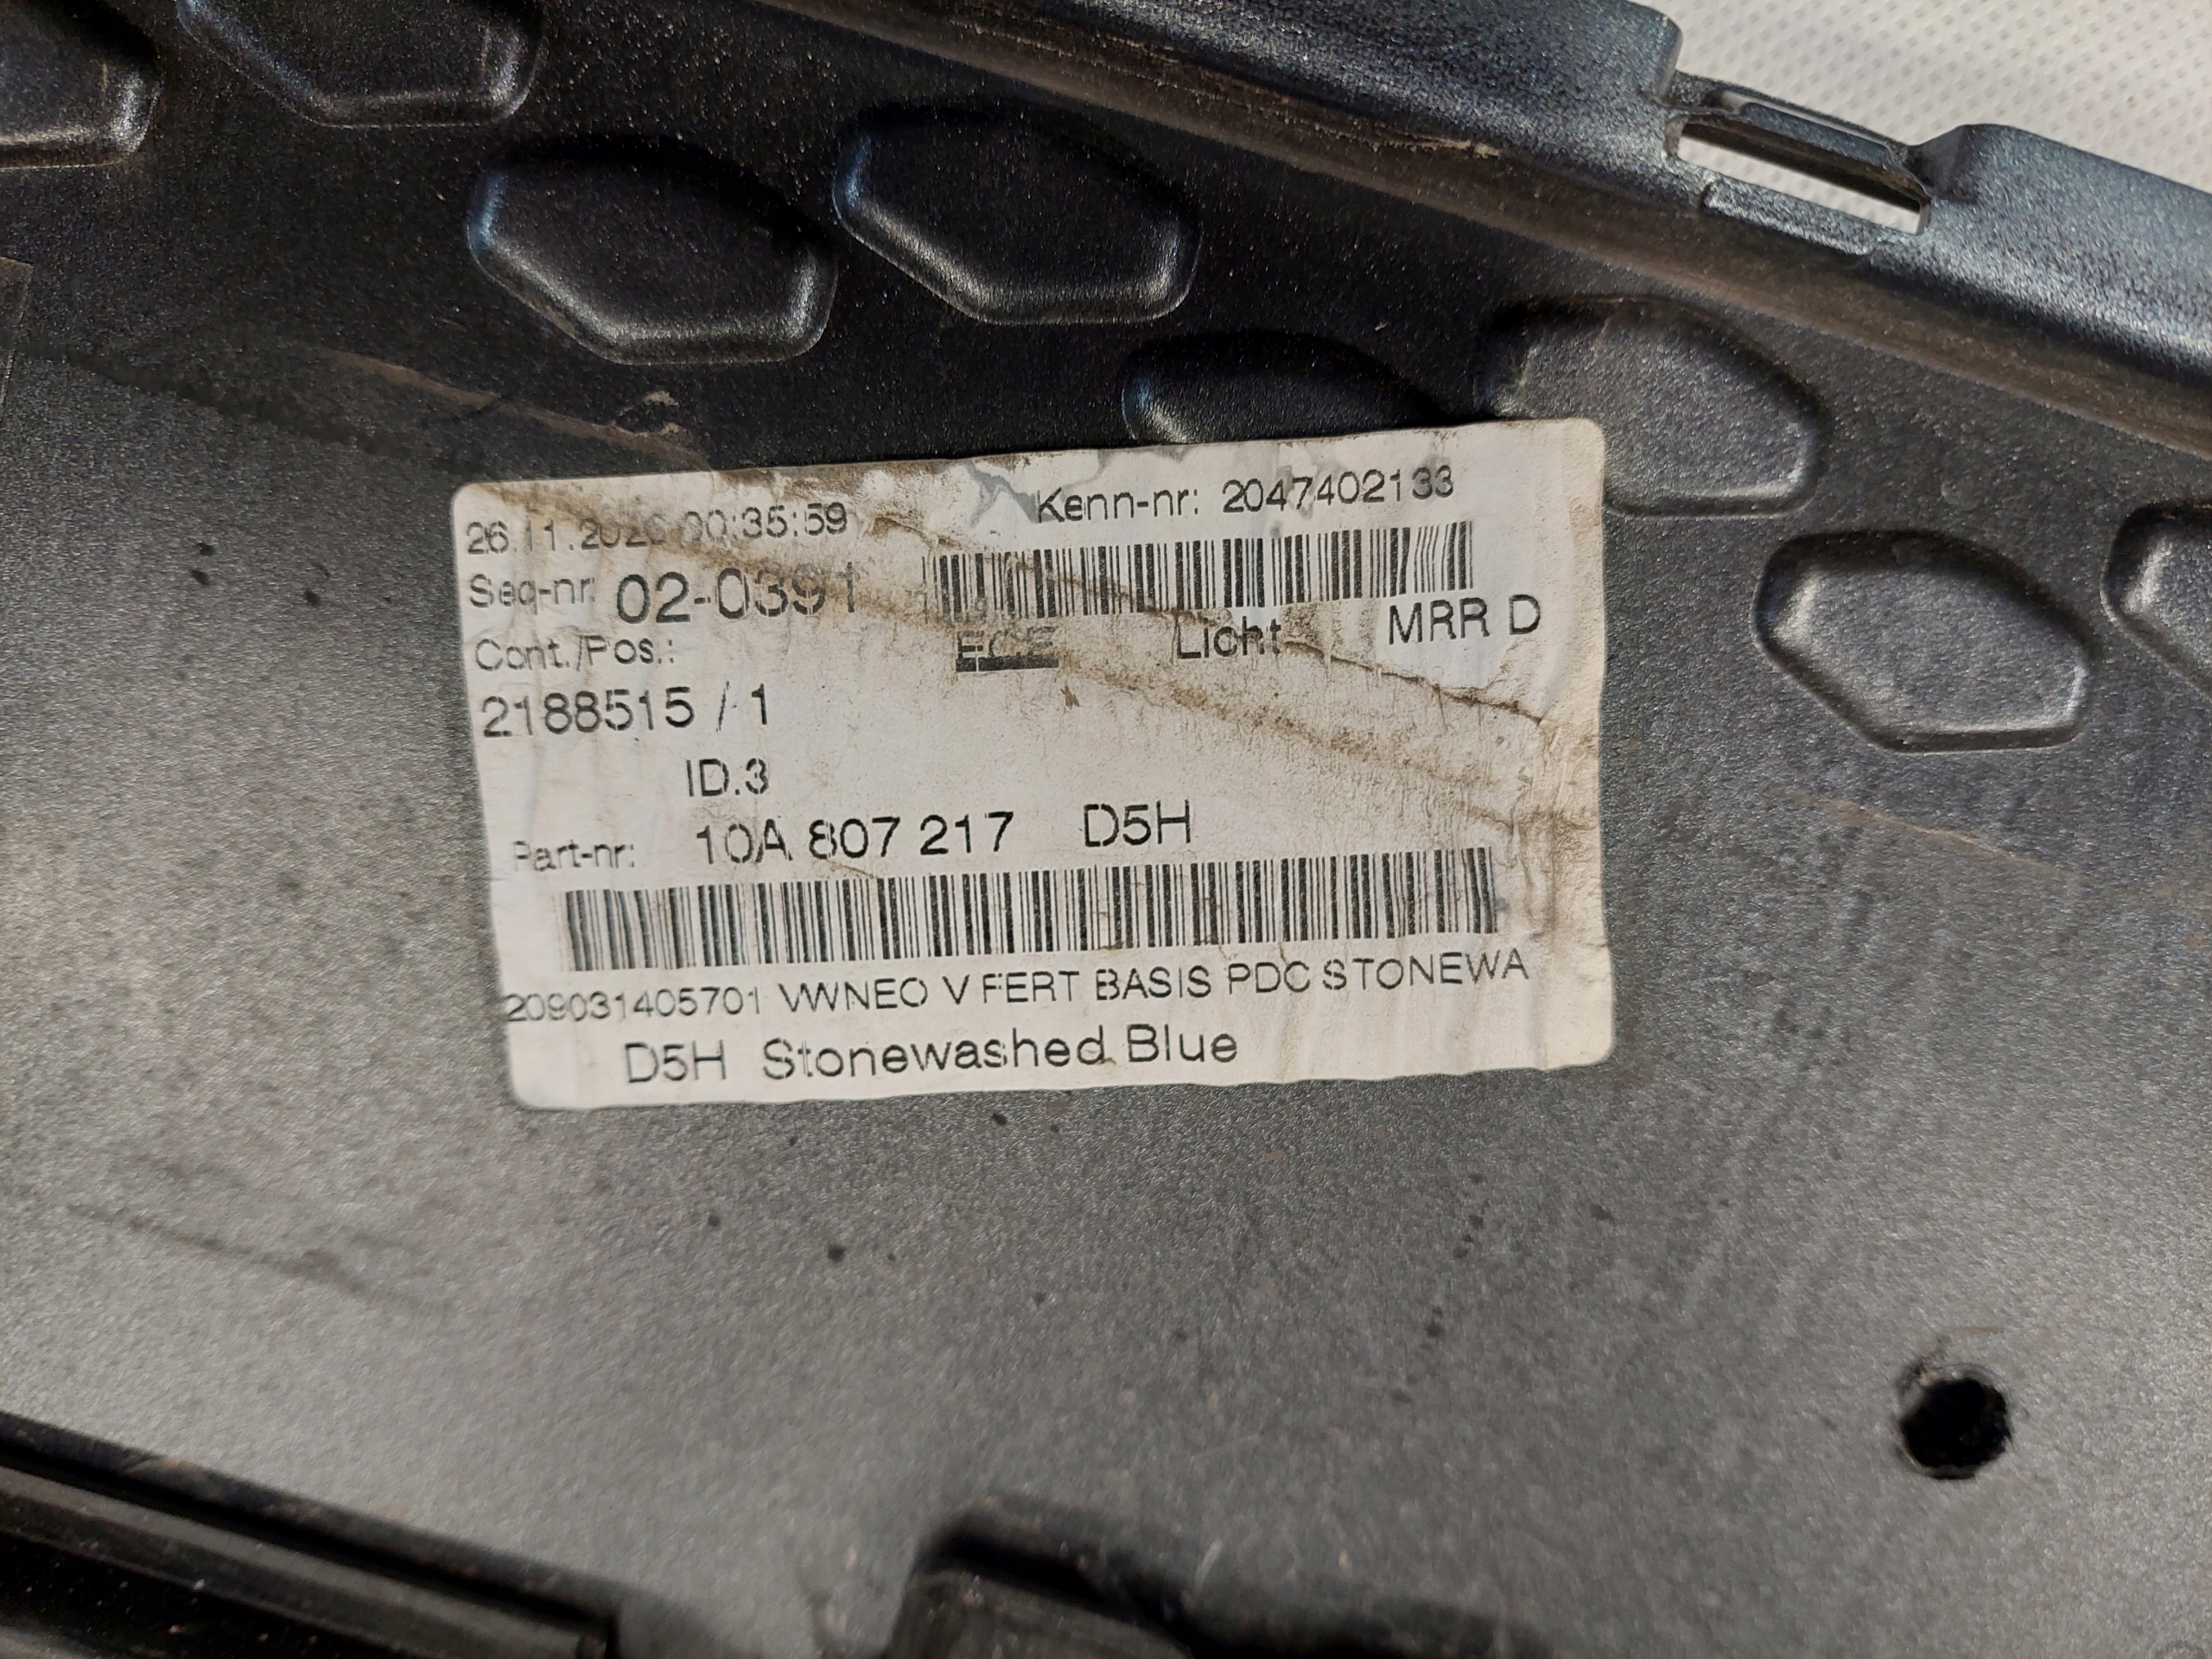 26.11.2020 00:35:59 Kenn-nr: 2047402133
Seq-nr: 02-0391
ECE Licht MRR D
Cont./Pos.:
2188515 / 1
ID.3
Part-nr: 10A 807 217 D5H
209031405701 VWNEO V FERT BASIS PDC STONEWA
D5H Stonewashed Blue